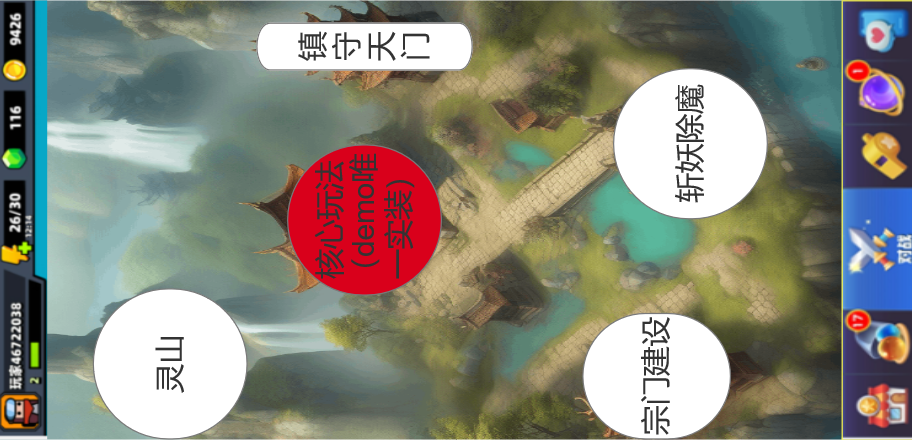 玩家46722038
2
26/30
12:14
116
9426
灵山
核心玩法
(demo唯
一实装)
镇守天门
宗门建设
斩妖除魔
17
对战
1